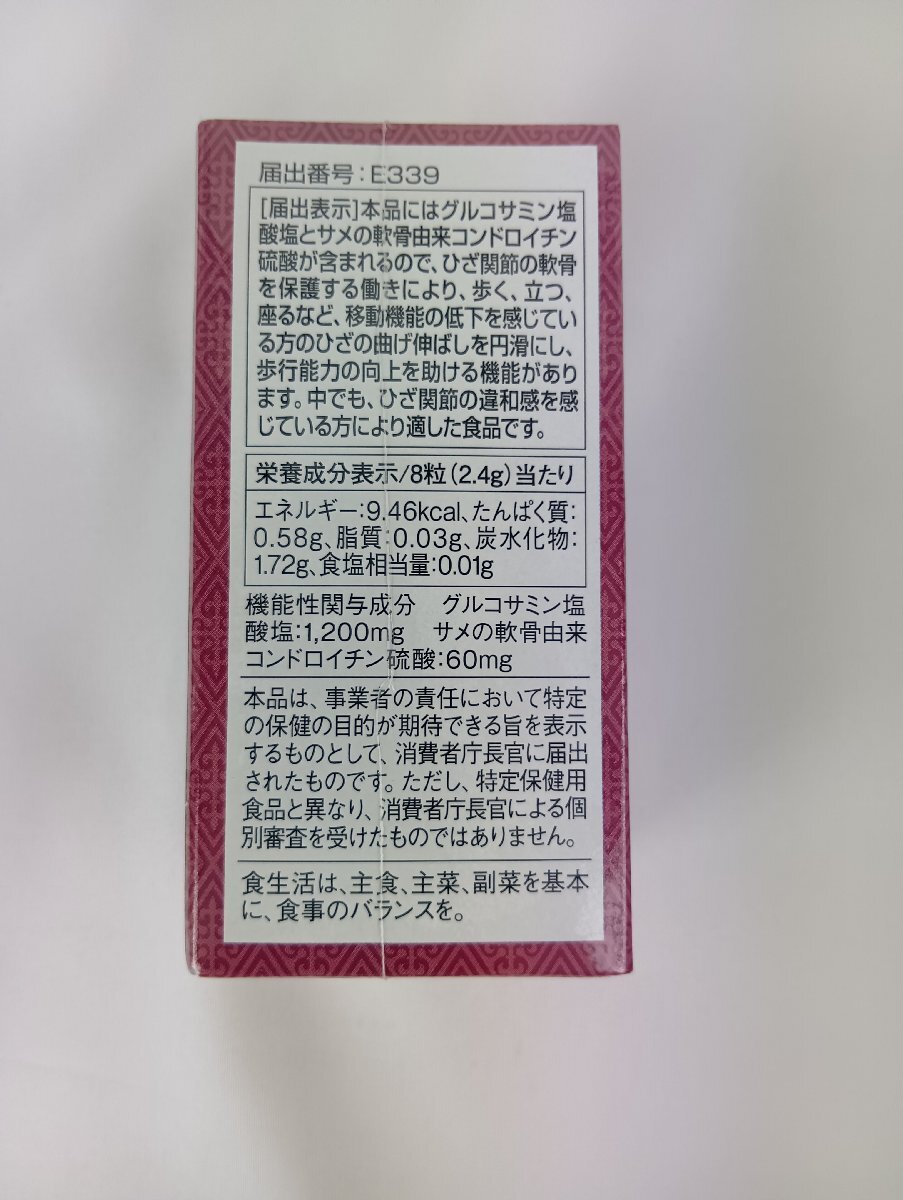 届出番号:E339
[届出表示]本品にはグルコサミン塩
酸塩とサメの軟骨由来コンドロイチン
硫酸が含まれるので、ひざ関節の軟骨
を保護する働きにより、歩く、立つ、
座るなど、移動機能の低下を感じてい
る方のひざの曲げ伸ばしを円滑にし、
歩行能力の向上を助ける機能があり
ます。中でも、ひざ関節の違和感を感
じている方により適した食品です。
栄養成分表示/8粒(2.4g)当たり
エネルギー:9.46kcal、たんぱく質:
0.58g、脂質:0.03g、炭水化物:
1.72g、食塩相当量:0.01g
機能性関与成分 グルコサミン塩
酸塩:1,200mg サメの軟骨由来
コンドロイチン硫酸:60mg
本品は、事業者の責任において特定
の保健の目的が期待できる旨を表示
するものとして、消費者庁長官に届出
されたものです。ただし、特定保健用
食品と異なり、消費者庁長官による個
別審査を受けたものではありません。
食生活は、主食、主菜、副菜を基本
に、食事のバランスを。